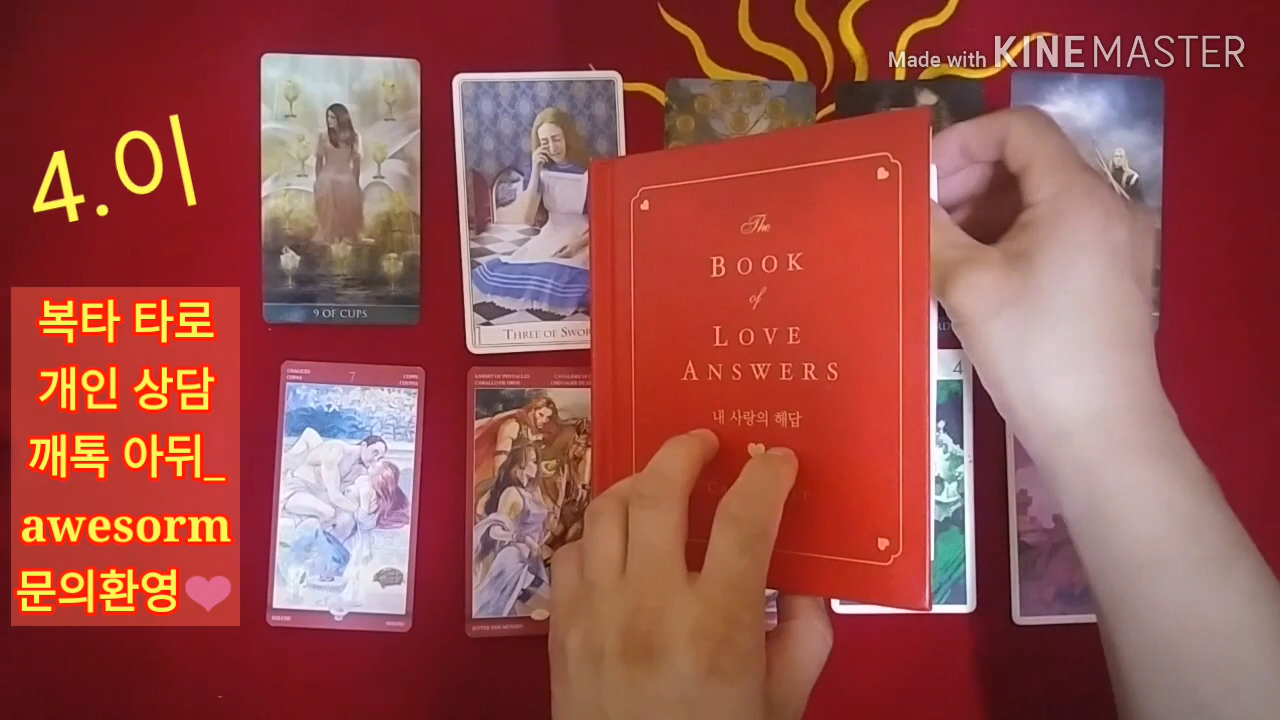 Made with KINEMASTER
4.이
복타 타로
개인 상담
깨톡 아뒤_
awesorm
문의환영
9 OF CUPS
THREE OF SWOR
The
BOOK
of
LOVE
ANSWERS
내 사랑의 해답
7
4